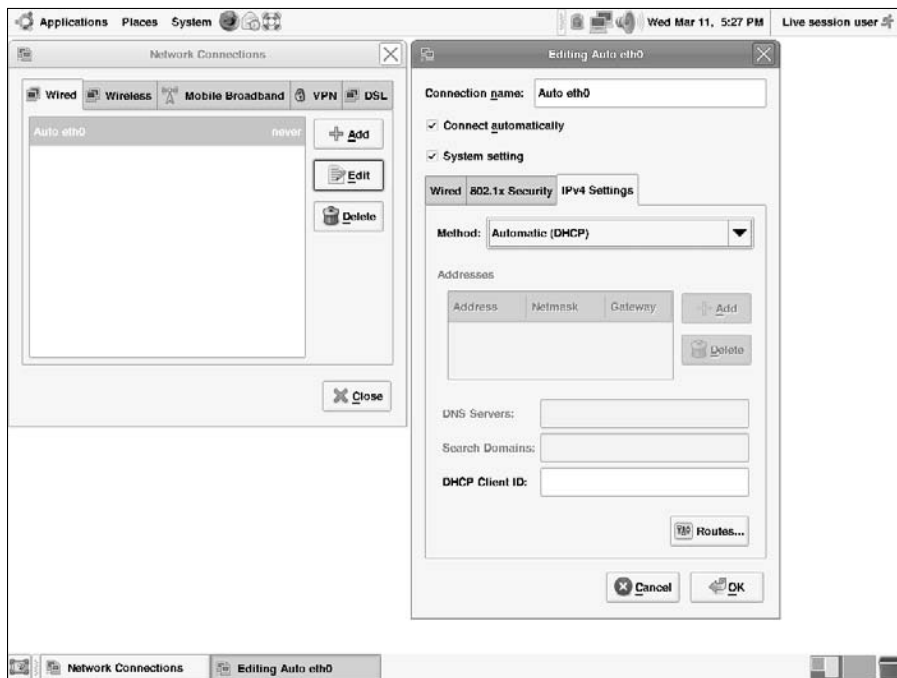 Applications Places System Wed Mar 11, 5:27 PM Live session user
Network Connections
Wired Wireless Mobile Broadband VPN DSL
Auto eth0 never
Add
Edit
Delete
Close
Editing Auto eth0
Connection name: Auto eth0
Connect automatically
System setting
Wired 802.1x Security IPv4 Settings
Method: Automatic (DHCP)
Addresses
Address Netmask Gateway
Add
Delete
DNS Servers:
Search Domains:
DHCP Client ID:
Routes...
Cancel OK
Network Connections Editing Auto eth0